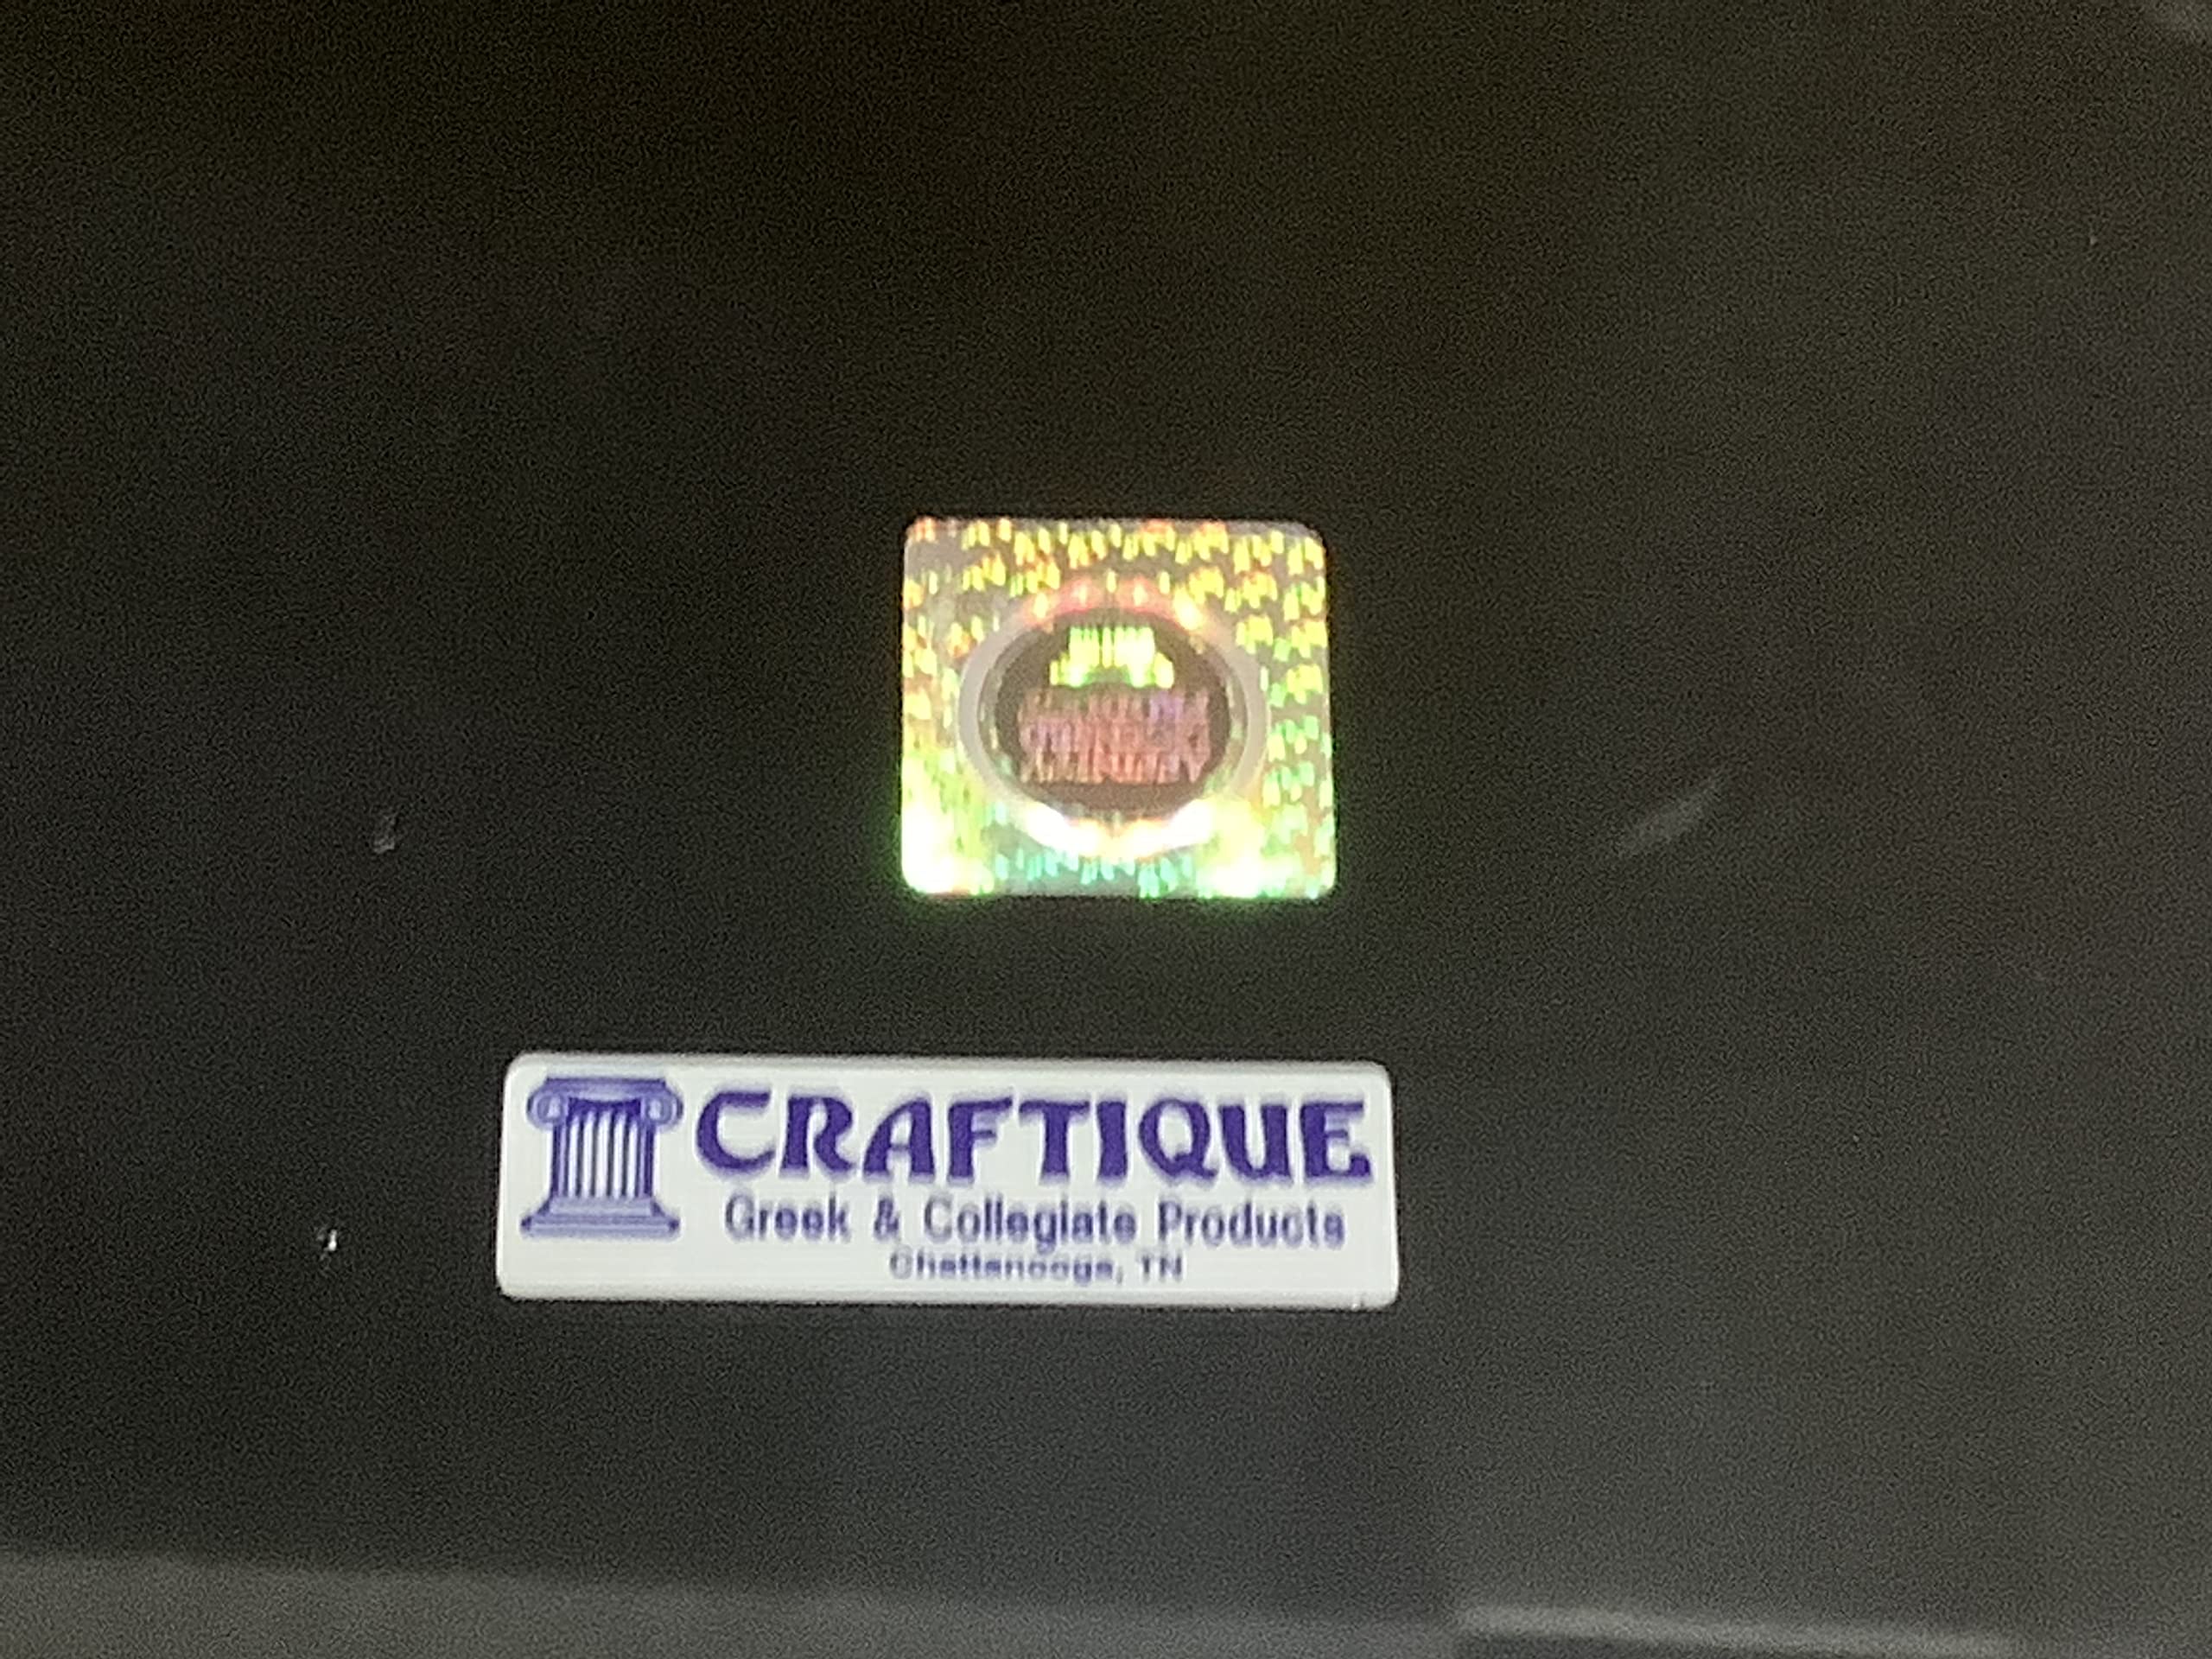 CRAFTIQUE
Greek & Collegiate Products
Chattanooga, TN